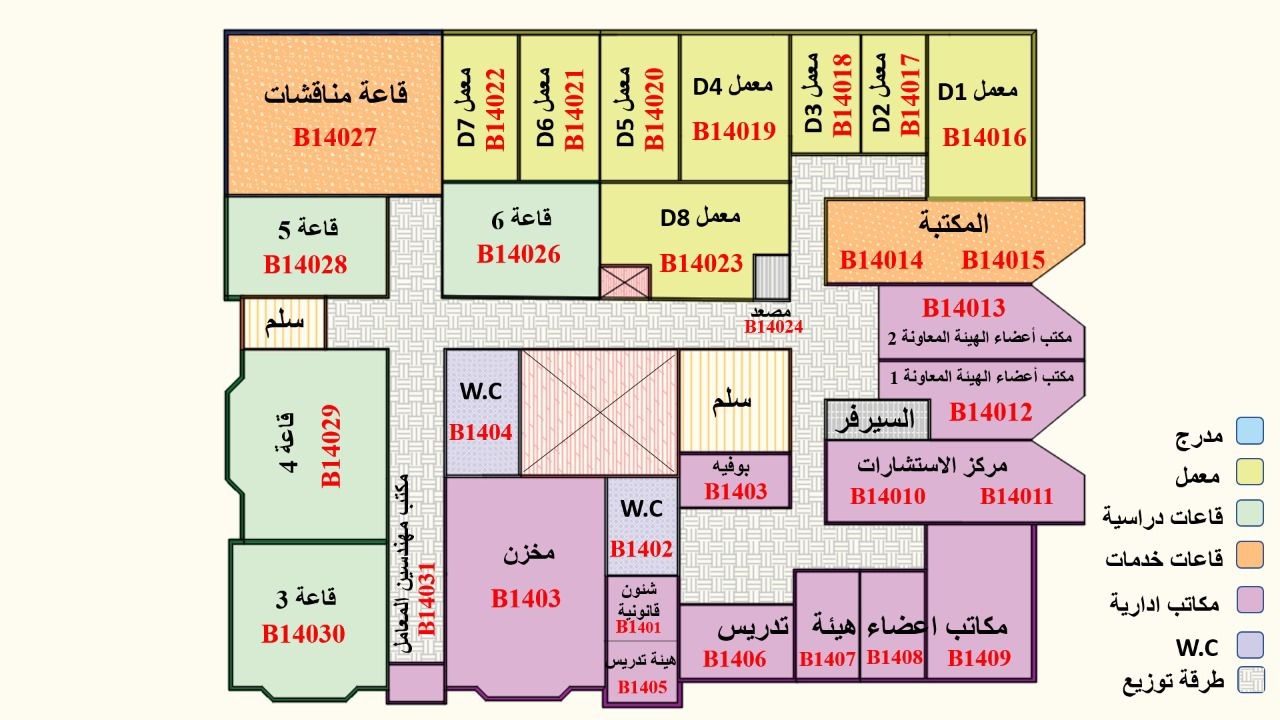 قاعة مناقشات
B14027
معمل D7
B14022
معمل D6
B14021
معمل D5
B14020
معمل D4
B14019
معمل D3
B14018
معمل D2
B14017
معمل D1
B14016
قاعة 5
B14028
قاعة 6
B14026
معمل D8
B14023
المكتبة
B14014 B14015
سلم
مصعد
B14024
B14013
مكتب أعضاء الهيئة المعاونة 2
مكتب أعضاء الهيئة المعاونة 1
B14012
قاعة 4
B14029
W.C
B1404
سلم
السيرفر
بوفيه
B1403
مركز الاستشارات
B14010 B14011
مكتب مهندسين المعامل
B14031
مخزن
B1403
W.C
B1402
قاعة 3
B14030
شئون
قانونية
B1401
هيئة تدريس
B1405
مكاتب اعضاء هيئة تدريس
B1406
B1407
B1408
B1409
مدرج
معمل
قاعات دراسية
قاعات خدمات
مكاتب ادارية
W.C
طرقة توزيع